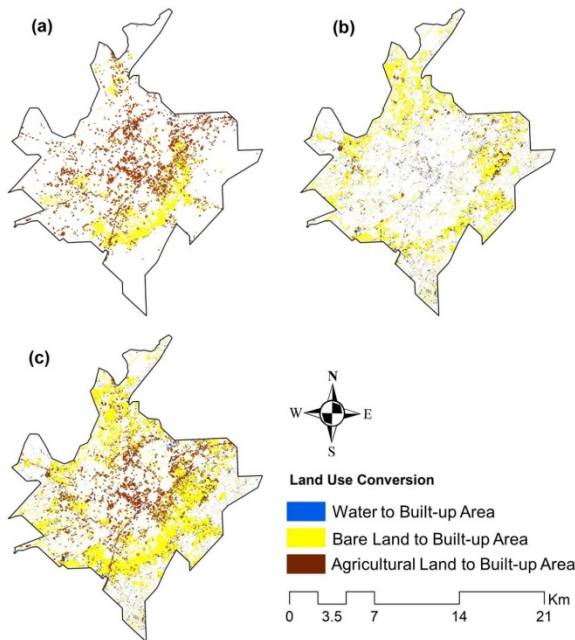 (a)
(b)
(c)
N
W E
S
Land Use Conversion
Water to Built-up Area
Bare Land to Built-up Area
Agricultural Land to Built-up Area
Km
0 3.5 7 14 21